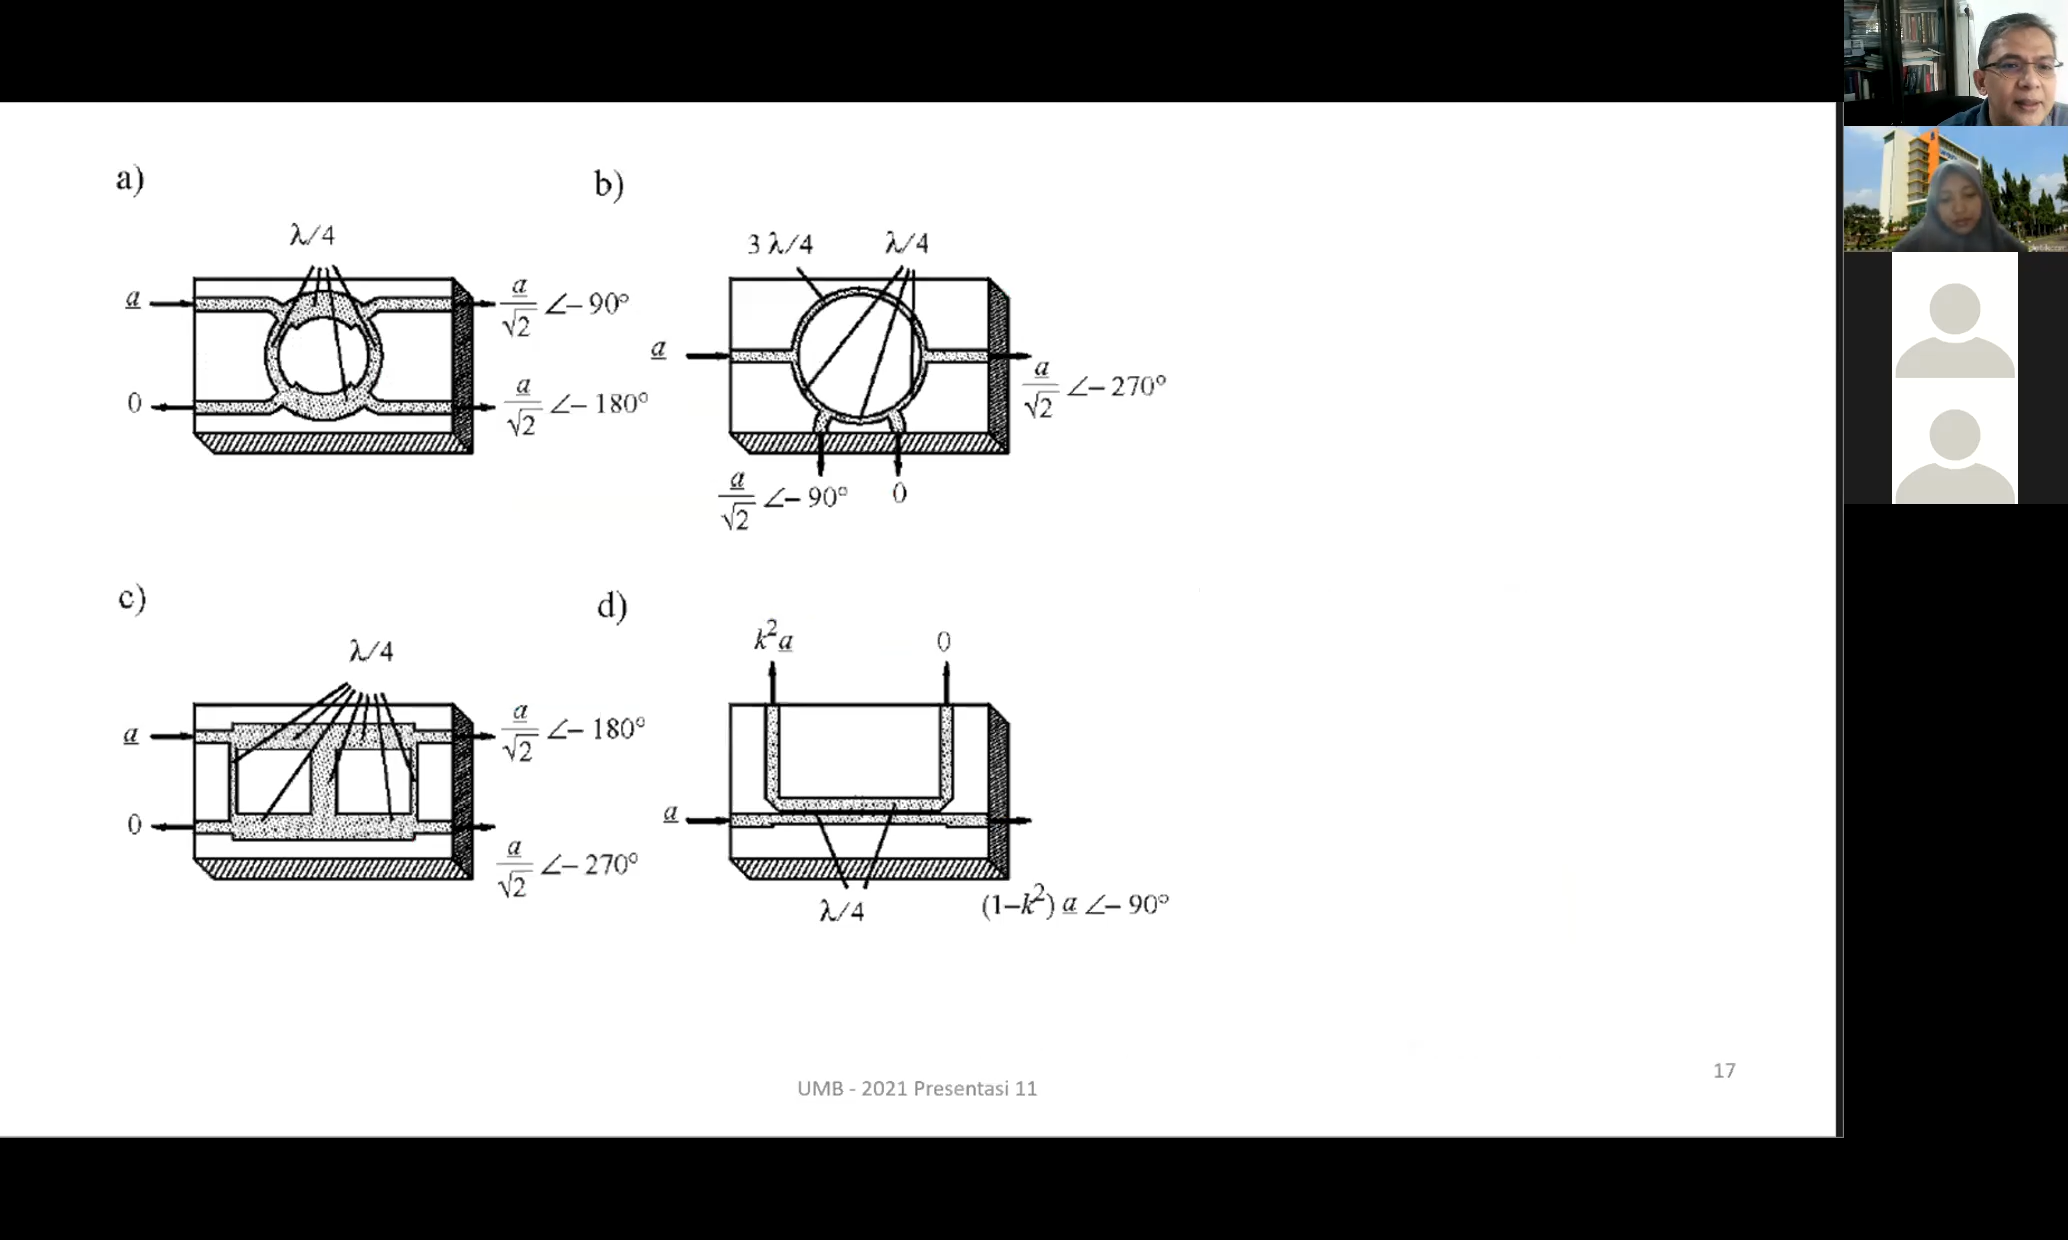 a)
b)
λ/4
3 λ/4
λ/4
a
a/√2 ∠– 90°
0
a/√2 ∠– 180°
a
a/√2 ∠– 270°
a/√2 ∠– 90°
0
c)
d)
λ/4
k²a
0
a
a/√2 ∠– 180°
0
a/√2 ∠– 270°
a
λ/4
(1–k²) a ∠– 90°
17
UMB - 2021 Presentasi 11